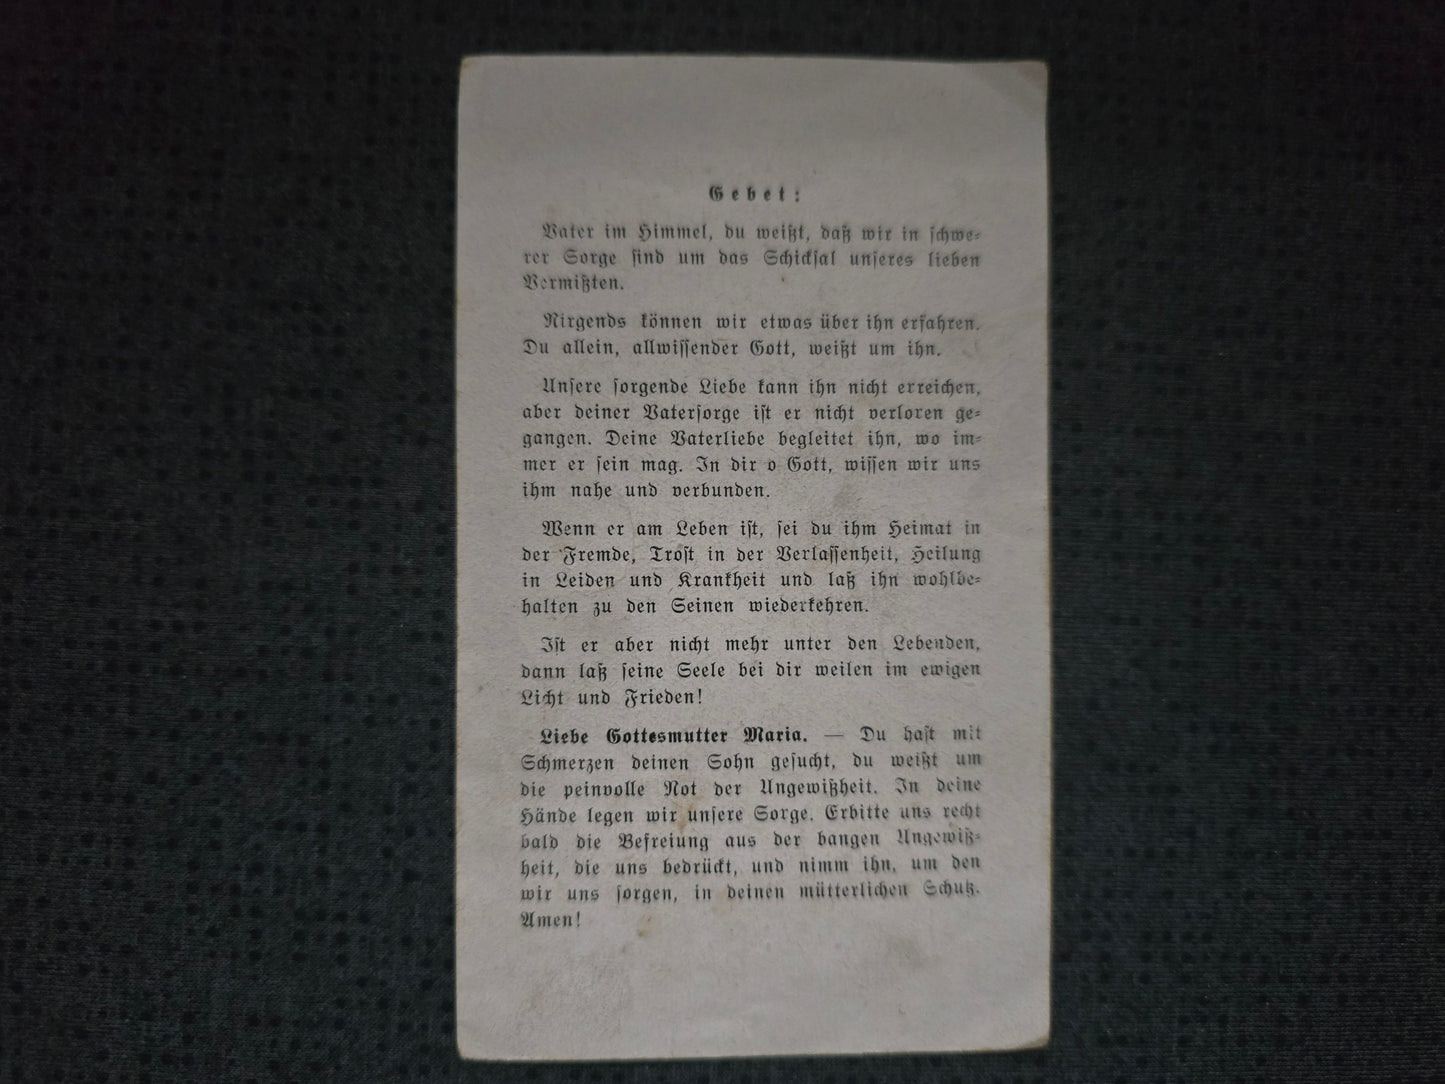 Gebet:
Vater im Himmel, du weißt, daß wir in schwe-
rer Sorge sind um das Schicksal unseres lieben
Vermißten.
Nirgends können wir etwas über ihn erfahren.
Du allein, allwissender Gott, weißt um ihn.
Unsere sorgende Liebe kann ihn nicht erreichen,
aber deiner Vatersorge ist er nicht verloren ge-
gangen. Deine Vaterliebe begleitet ihn, wo im-
mer er sein mag. In dir o Gott, wissen wir uns
ihm nahe und verbunden.
Wenn er am Leben ist, sei du ihm Heimat in
der Fremde, Trost in der Verlassenheit, Heilung
in Leiden und Krankheit und laß ihn wohlbe-
halten zu den Seinen wiederkehren.
Ist er aber nicht mehr unter den Lebenden,
dann laß seine Seele bei dir weilen im ewigen
Licht und Frieden!
Liebe Gottesmutter Maria. — Du hast mit
Schmerzen deinen Sohn gesucht, du weißt um
die peinvolle Not der Ungewißheit. In deine
Hände legen wir unsere Sorge. Erbitte uns recht
bald die Befreiung aus der bangen Ungewiß-
heit, die uns bedrückt, und nimm ihn, um den
wir uns sorgen, in deinen mütterlichen Schutz.
Amen!